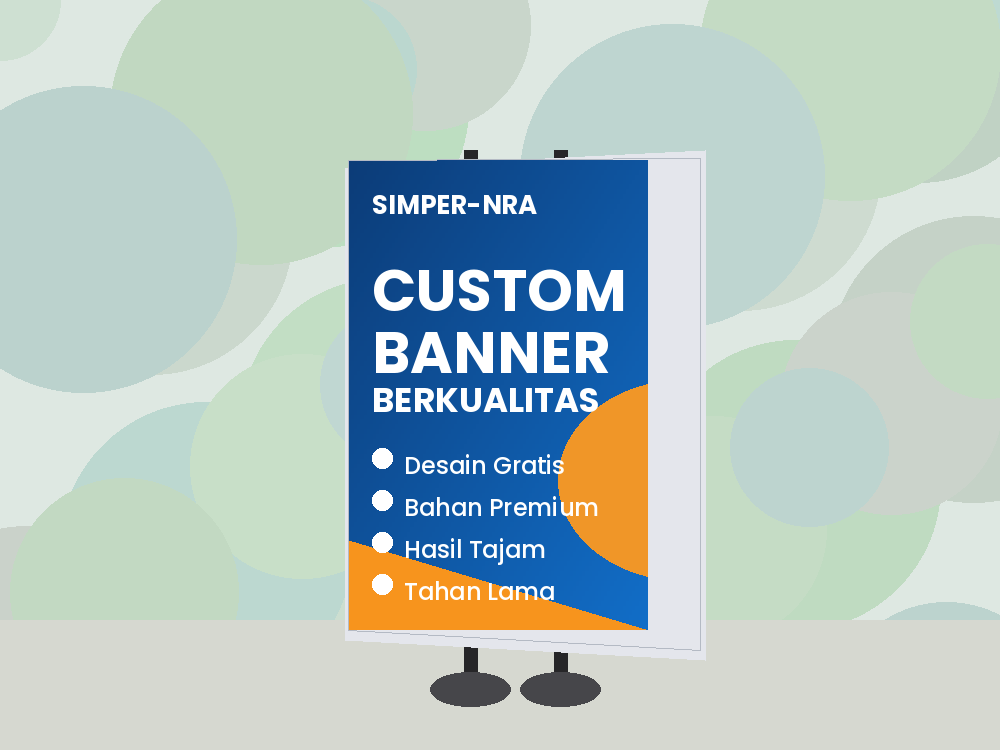 SIMPER-NRA
CUSTOM
BANNER
BERKUALITAS
Desain Gratis
Bahan Premium
Hasil Tajam
Tahan Lama